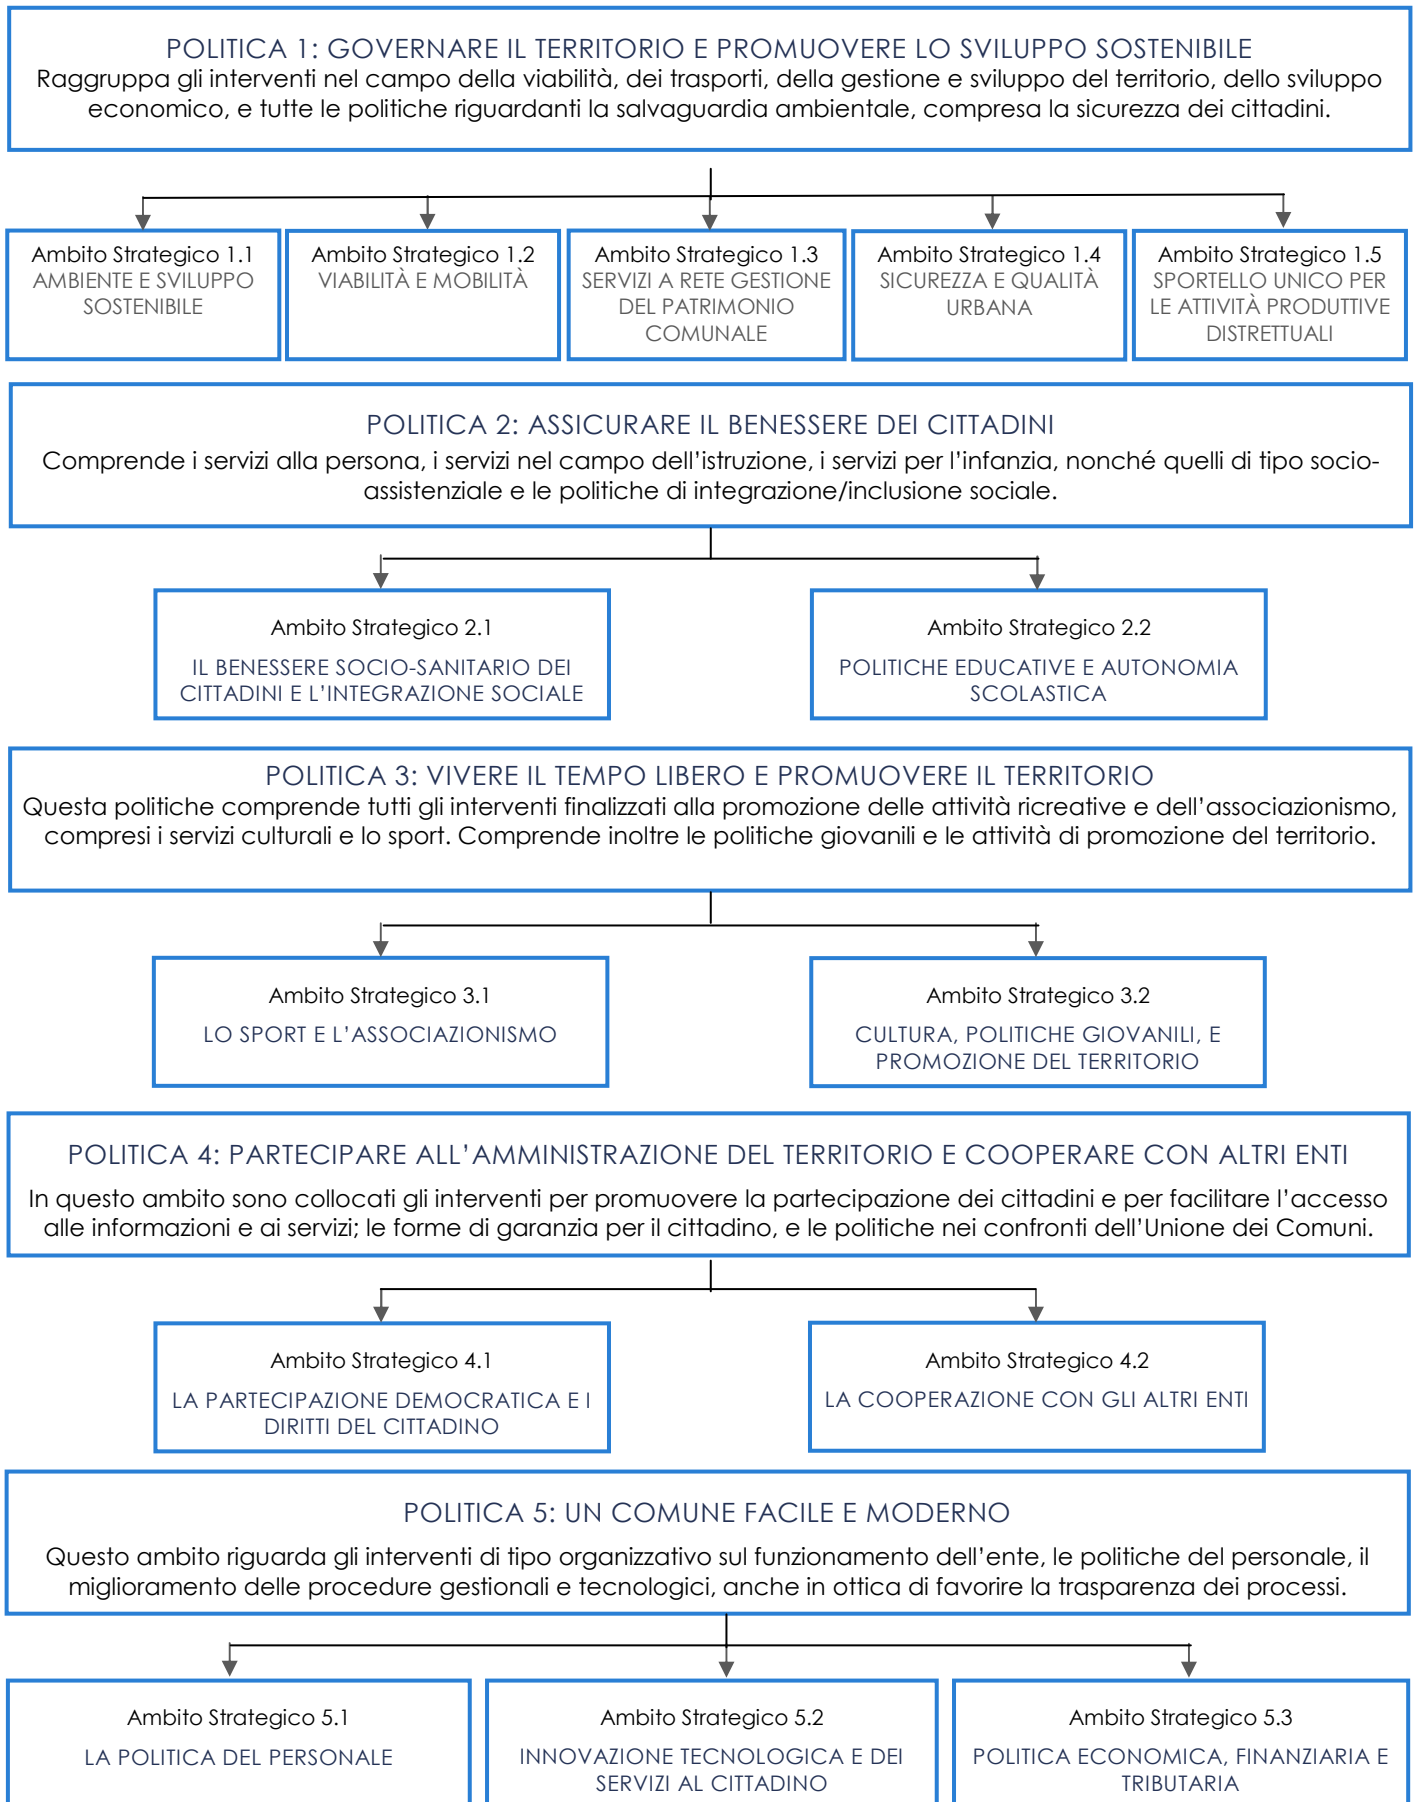 POLITICA 1: GOVERNARE IL TERRITORIO E PROMUOVERE LO SVILUPPO SOSTENIBILE
Raggruppa gli interventi nel campo della viabilità, dei trasporti, della gestione e sviluppo del territorio, dello sviluppo
economico, e tutte le politiche riguardanti la salvaguardia ambientale, compresa la sicurezza dei cittadini.
Ambito Strategico 1.1
AMBIENTE E SVILUPPO
SOSTENIBILE
Ambito Strategico 1.2
VIABILITÀ E MOBILITÀ
Ambito Strategico 1.3
SERVIZI A RETE GESTIONE
DEL PATRIMONIO
COMUNALE
Ambito Strategico 1.4
SICUREZZA E QUALITÀ
URBANA
Ambito Strategico 1.5
SPORTELLO UNICO PER
LE ATTIVITÀ PRODUTTIVE
DISTRETTUALI
POLITICA 2: ASSICURARE IL BENESSERE DEI CITTADINI
Comprende i servizi alla persona, i servizi nel campo dell’istruzione, i servizi per l’infanzia, nonché quelli di tipo socio-
assistenziale e le politiche di integrazione/inclusione sociale.
Ambito Strategico 2.1
IL BENESSERE SOCIO-SANITARIO DEI
CITTADINI E L’INTEGRAZIONE SOCIALE
Ambito Strategico 2.2
POLITICHE EDUCATIVE E AUTONOMIA
SCOLASTICA
POLITICA 3: VIVERE IL TEMPO LIBERO E PROMUOVERE IL TERRITORIO
Questa politiche comprende tutti gli interventi finalizzati alla promozione delle attività ricreative e dell’associazionismo,
compresi i servizi culturali e lo sport. Comprende inoltre le politiche giovanili e le attività di promozione del territorio.
Ambito Strategico 3.1
LO SPORT E L’ASSOCIAZIONISMO
Ambito Strategico 3.2
CULTURA, POLITICHE GIOVANILI, E
PROMOZIONE DEL TERRITORIO
POLITICA 4: PARTECIPARE ALL’AMMINISTRAZIONE DEL TERRITORIO E COOPERARE CON ALTRI ENTI
In questo ambito sono collocati gli interventi per promuovere la partecipazione dei cittadini e per facilitare l’accesso
alle informazioni e ai servizi; le forme di garanzia per il cittadino, e le politiche nei confronti dell’Unione dei Comuni.
Ambito Strategico 4.1
LA PARTECIPAZIONE DEMOCRATICA E I
DIRITTI DEL CITTADINO
Ambito Strategico 4.2
LA COOPERAZIONE CON GLI ALTRI ENTI
POLITICA 5: UN COMUNE FACILE E MODERNO
Questo ambito riguarda gli interventi di tipo organizzativo sul funzionamento dell’ente, le politiche del personale, il
miglioramento delle procedure gestionali e tecnologici, anche in ottica di favorire la trasparenza dei processi.
Ambito Strategico 5.1
LA POLITICA DEL PERSONALE
Ambito Strategico 5.2
INNOVAZIONE TECNOLOGICA E DEI
SERVIZI AL CITTADINO
Ambito Strategico 5.3
POLITICA ECONOMICA, FINANZIARIA E
TRIBUTARIA